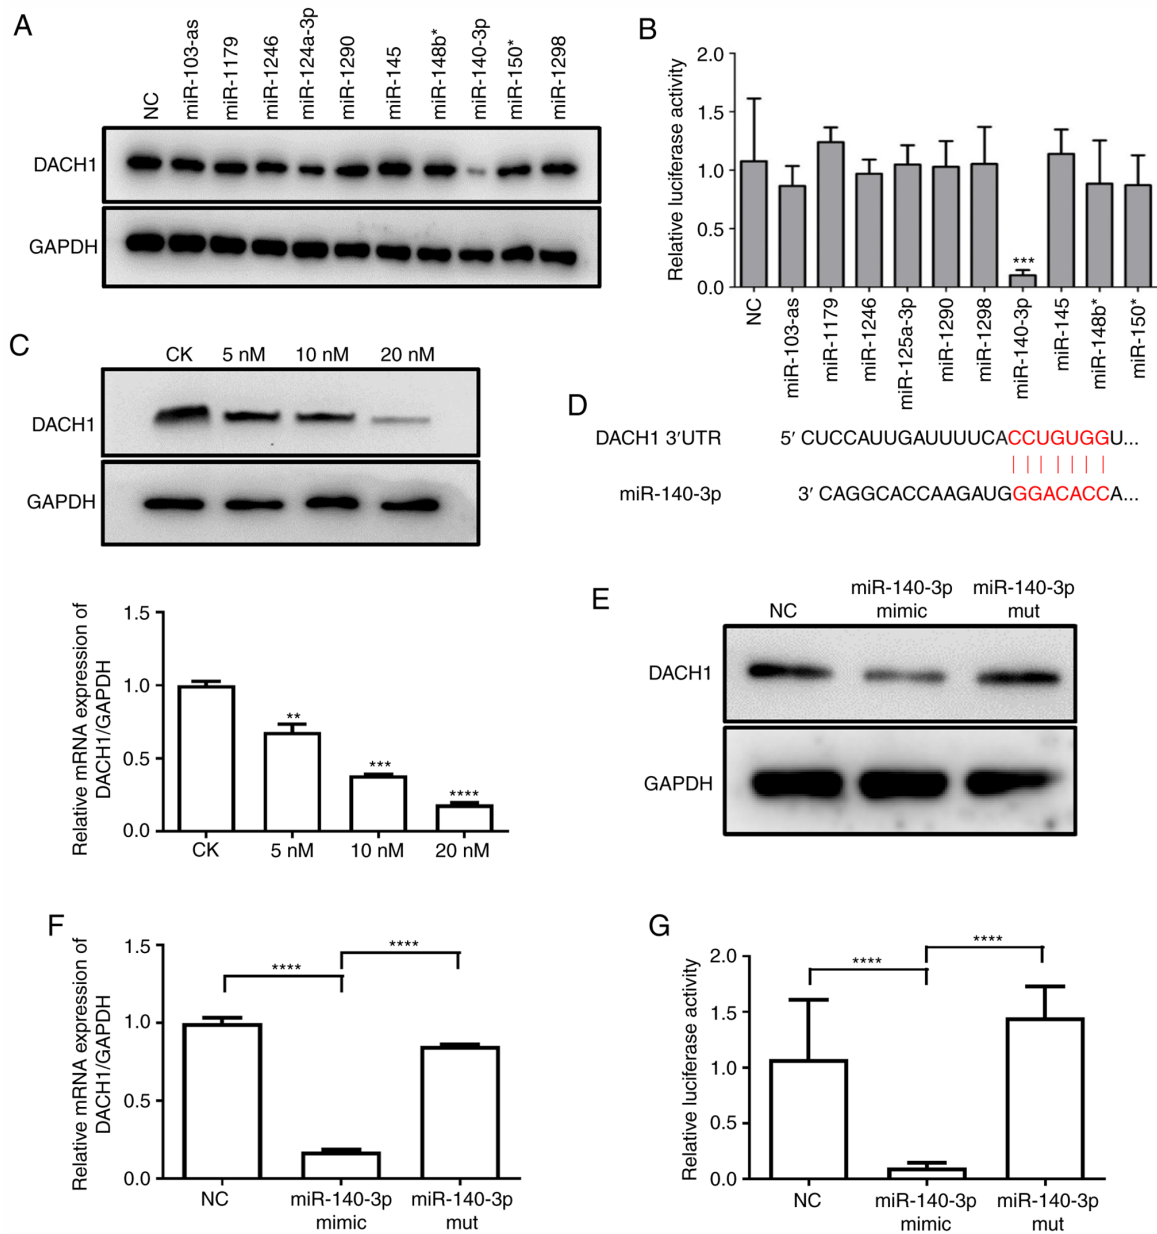 A
NC
miR-103-as
miR-1179
miR-1246
miR-124a-3p
miR-1290
miR-145
miR-148b*
miR-140-3p
miR-150*
miR-1298
DACH1
GAPDH
B
Relative luciferase activity
2.0
1.5
1.0
0.5
0.0
***
NC
miR-103-as
miR-1179
miR-1246
miR-125a-3p
miR-1290
miR-1298
miR-140-3p
miR-145
miR-148b*
miR-150*
C
CK 5 nM 10 nM 20 nM
DACH1
GAPDH
Relative mRNA expression of
DACH1/GAPDH
1.5
1.0
0.5
0.0
**
***
****
CK 5 nM 10 nM 20 nM
D
DACH1 3′UTR 5′ CUCCAUUGAUUUUCACCUGUGGU...
miR-140-3p 3′ CAGGCACCAAGAUGGGACACCA...
E
NC
miR-140-3p
mimic
miR-140-3p
mut
DACH1
GAPDH
F
Relative mRNA expression of
DACH1/GAPDH
1.5
1.0
0.5
0.0
****
****
NC
miR-140-3p
mimic
miR-140-3p
mut
G
Relative luciferase activity
2.0
1.5
1.0
0.5
0.0
****
****
NC
miR-140-3p
mimic
miR-140-3p
mut